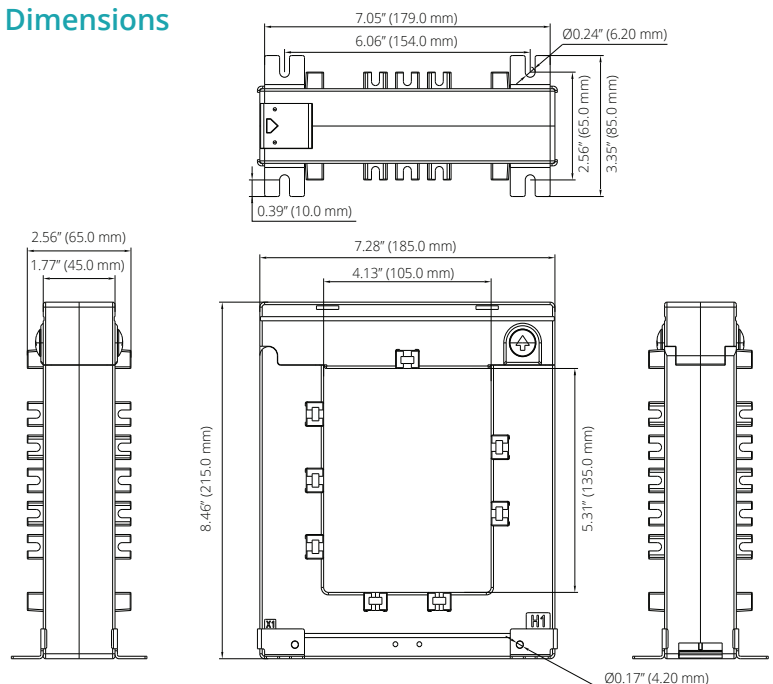 Dimensions
7.05" (179.0 mm)
6.06" (154.0 mm)
Ø0.24" (6.20 mm)
2.56" (65.0 mm)
3.35" (85.0 mm)
0.39" (10.0 mm)
2.56" (65.0 mm)
1.77" (45.0 mm)
7.28" (185.0 mm)
4.13" (105.0 mm)
8.46" (215.0 mm)
5.31" (135.0 mm)
X1
H1
Ø0.17" (4.20 mm)